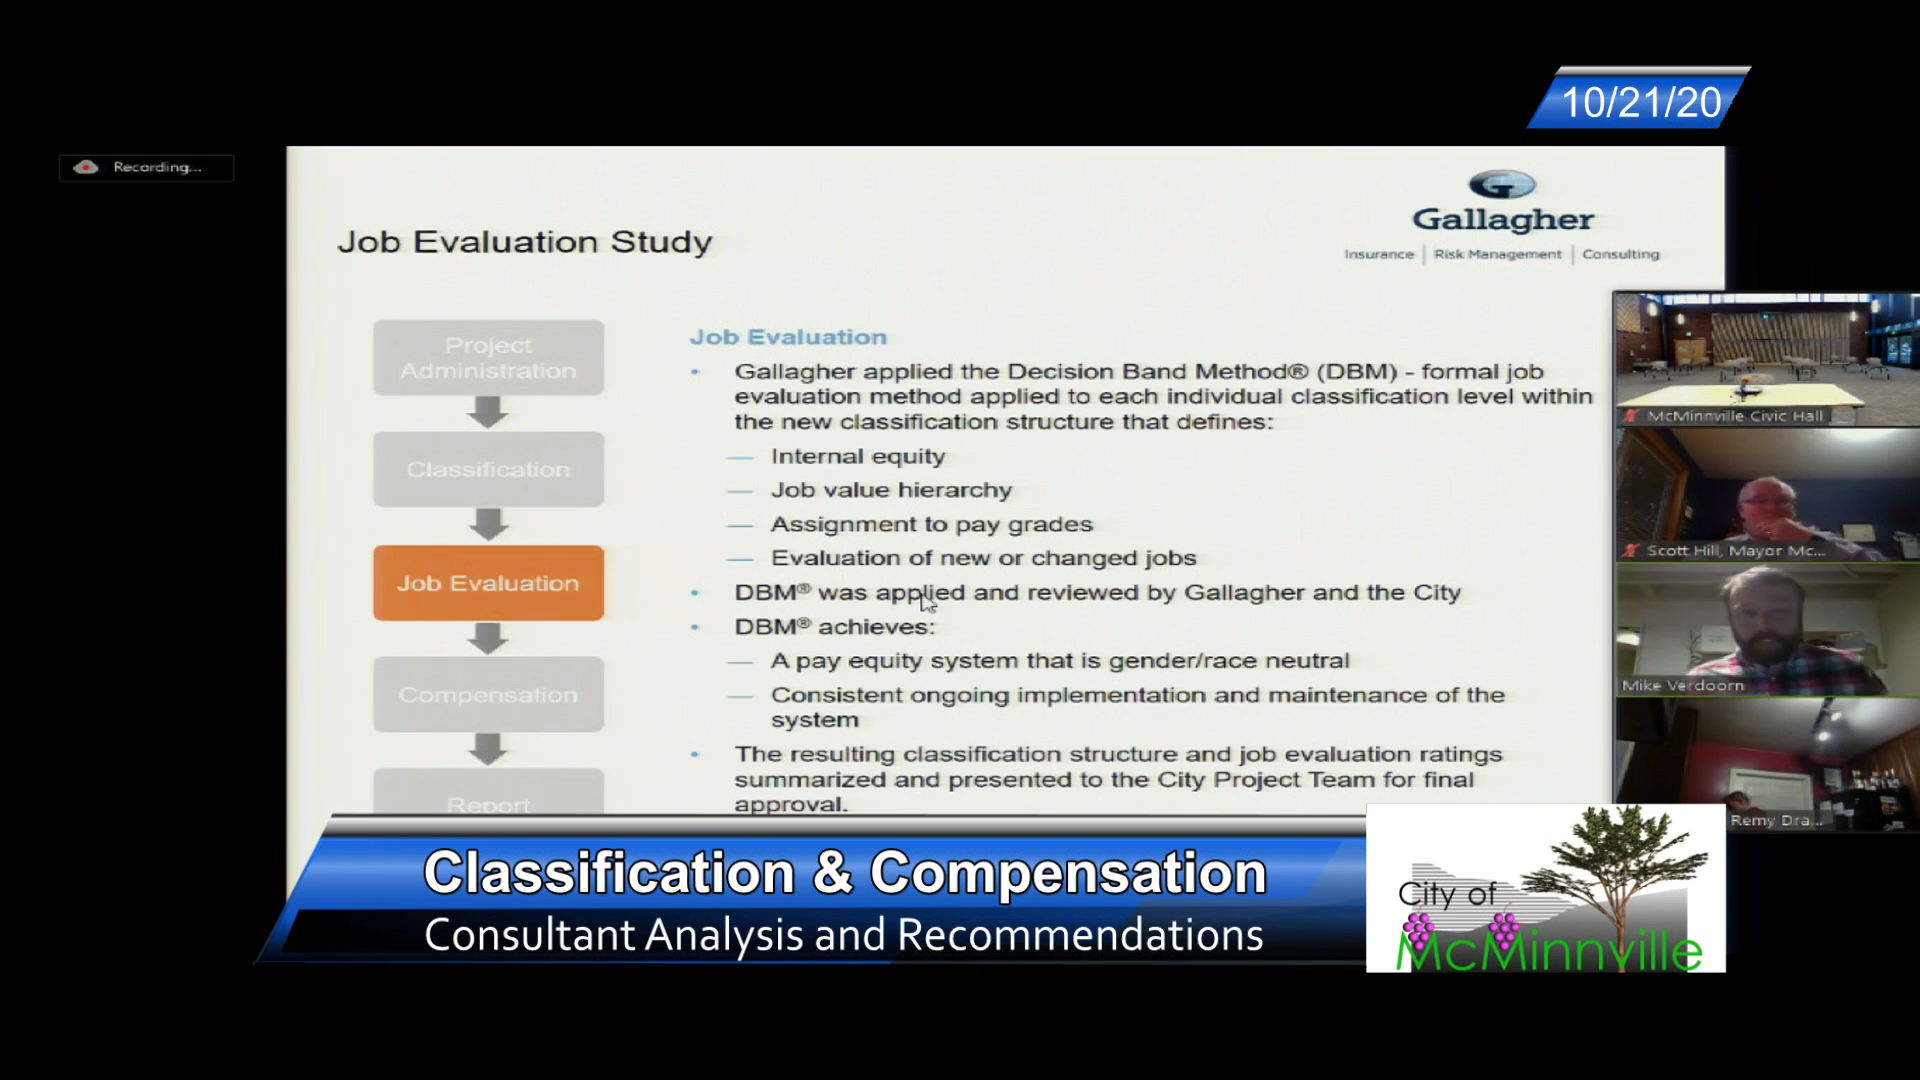 10/21/20
Recording...
Gallagher
Insurance | Risk Management | Consulting
Job Evaluation Study
Project
Administration
Classification
Job Evaluation
Compensation
Report
Job Evaluation
• Gallagher applied the Decision Band Method® (DBM) - formal job
evaluation method applied to each individual classification level within
the new classification structure that defines:
— Internal equity
— Job value hierarchy
— Assignment to pay grades
— Evaluation of new or changed jobs
• DBM® was applied and reviewed by Gallagher and the City
• DBM® achieves:
— A pay equity system that is gender/race neutral
— Consistent ongoing implementation and maintenance of the
system
• The resulting classification structure and job evaluation ratings
summarized and presented to the City Project Team for final
approval.
McMinnville Civic Hall
Scott Hill, Mayor Mc...
Mike Verdoorn
Remy Dra...
Classification & Compensation
Consultant Analysis and Recommendations
City of
McMinnville